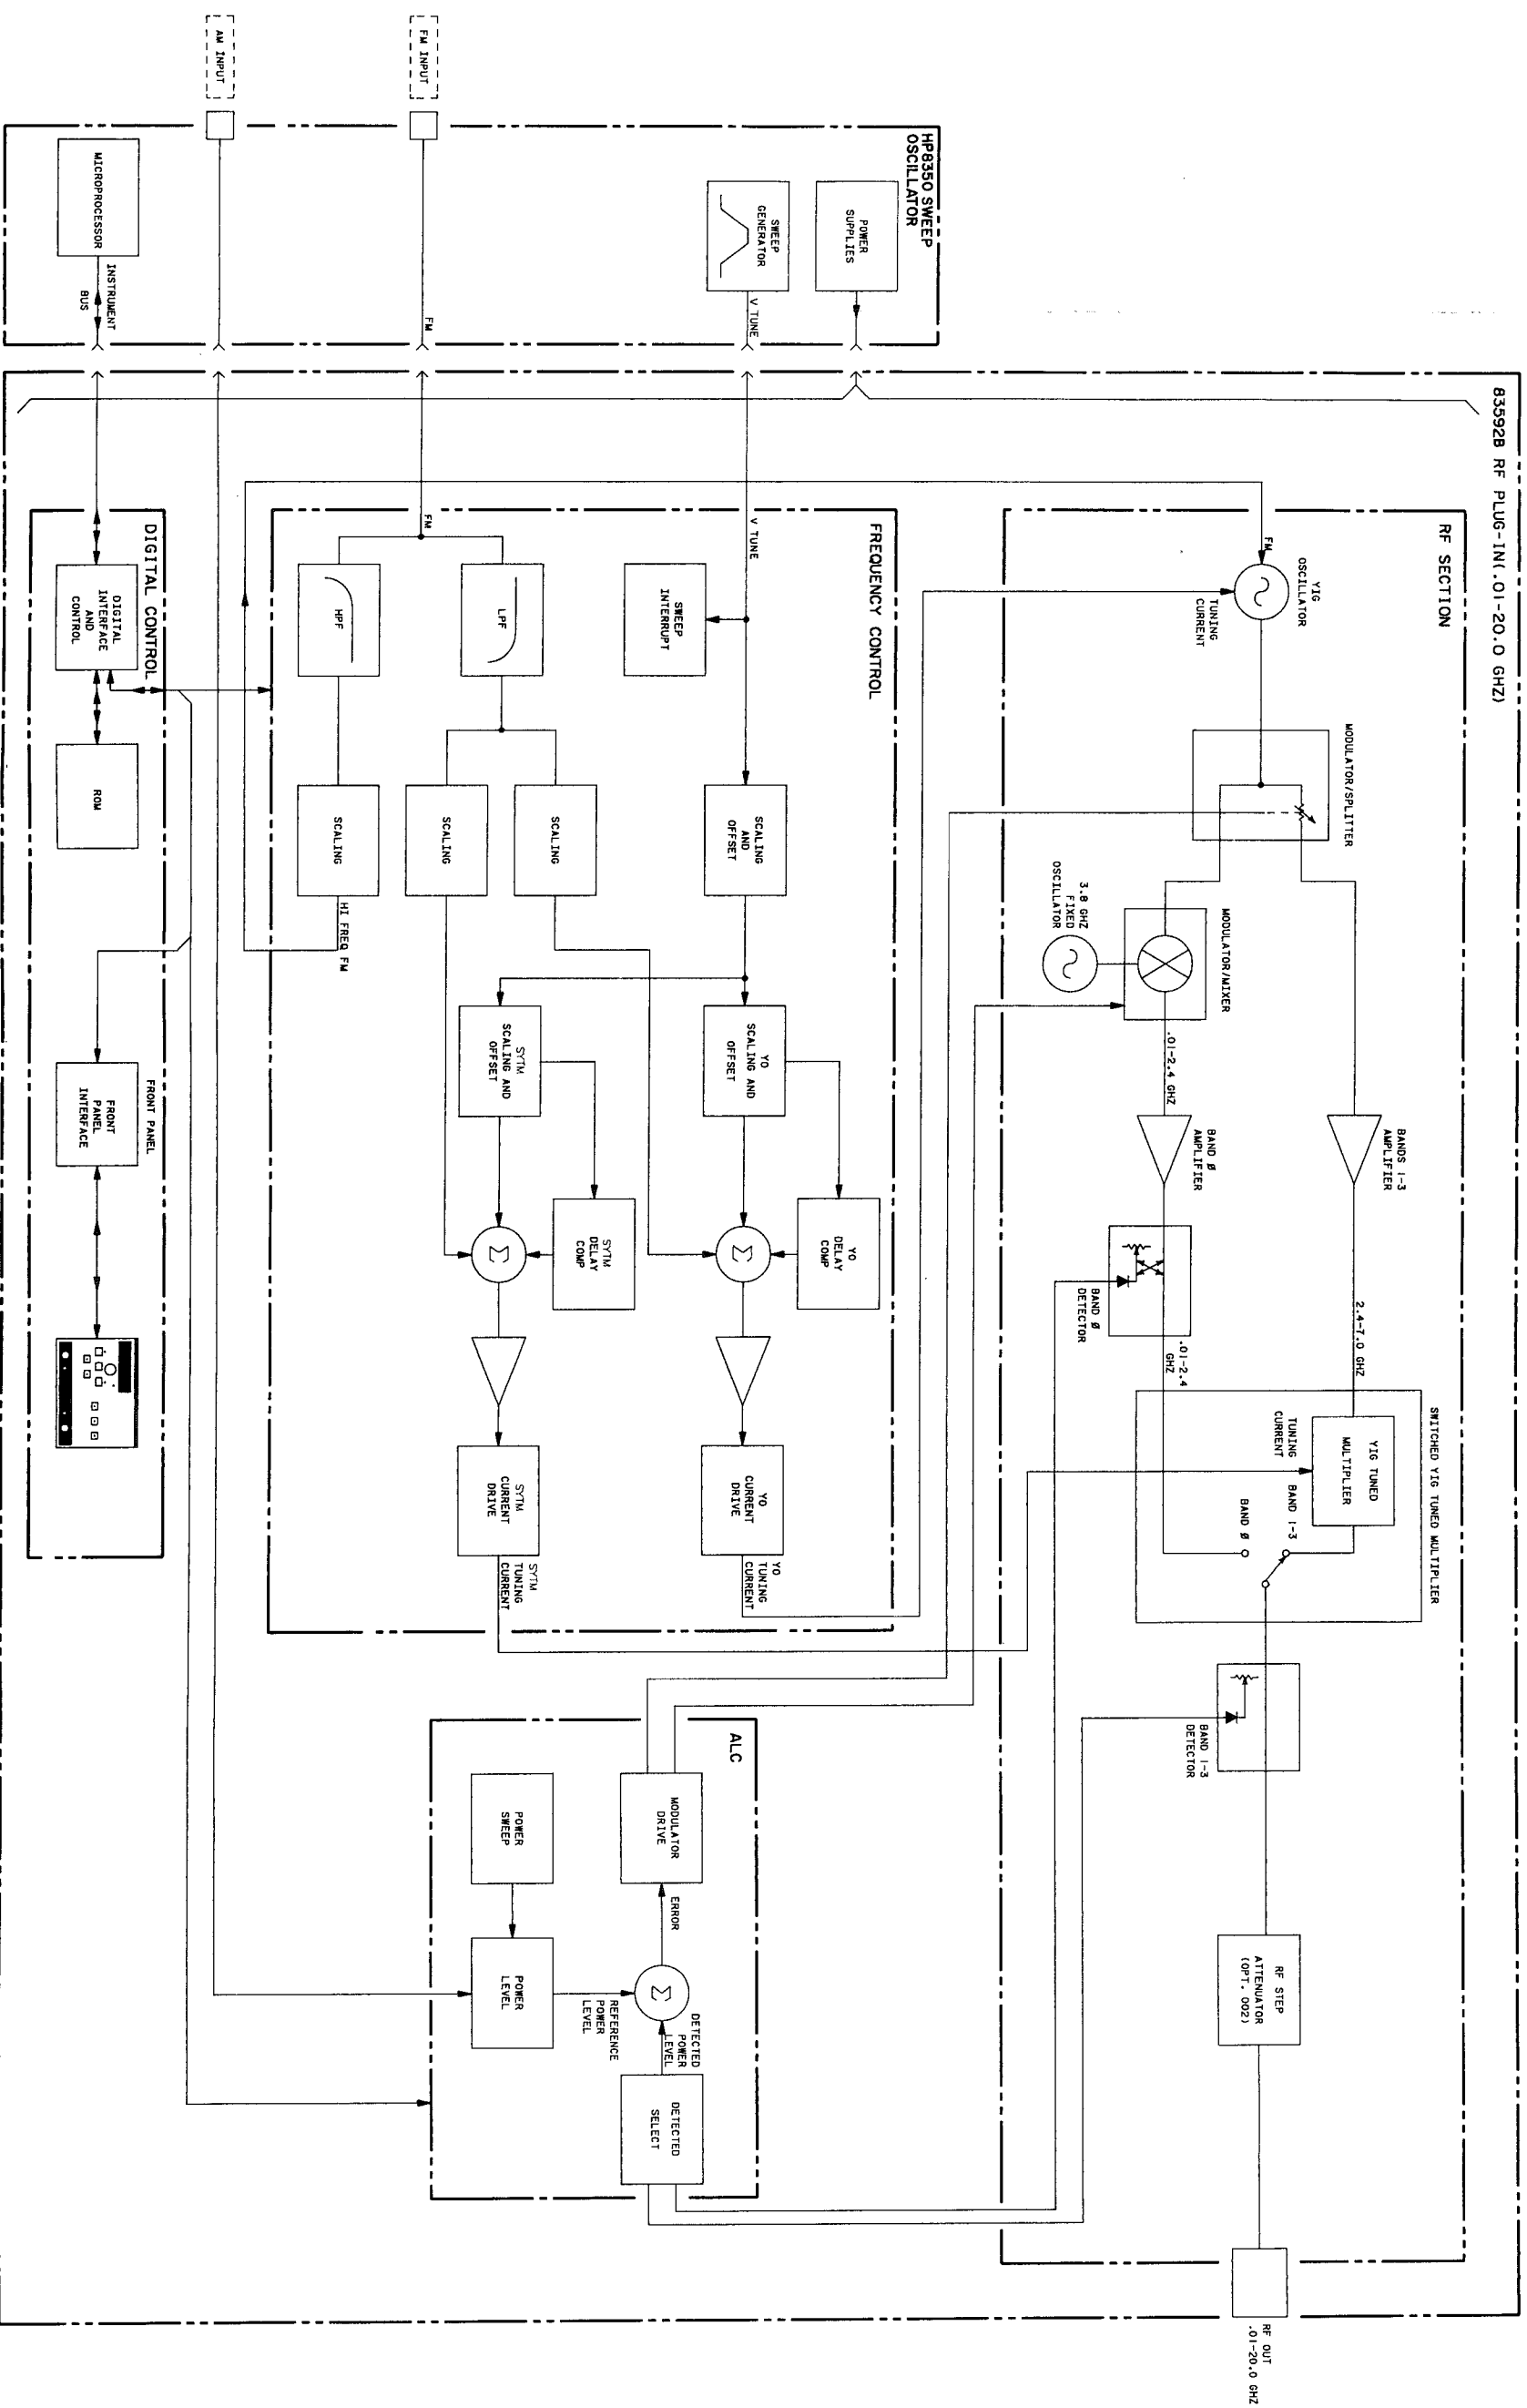 83592B RF PLUG-IN(.01-20.0 GHZ)
RF SECTION
YIG
OSCILLATOR
FM
TUNING
CURRENT
MODULATOR/SPLITTER
3.8 GHZ
FIXED
OSCILLATOR
MODULATOR/MIXER
.01-2.4 GHZ
BANDS 1-3
AMPLIFIER
BAND Ø
AMPLIFIER
BAND Ø
DETECTOR
.01-2.4
GHZ
2.4-7.0 GHZ
SWITCHED YIG TUNED MULTIPLIER
YIG TUNED
MULTIPLIER
TUNING
CURRENT
BAND 1-3
BAND Ø
BAND 1-3
DETECTOR
RF STEP
ATTENUATOR
(OPT. 002)
RF OUT
.01-20.0 GHZ
HP8350 SWEEP
OSCILLATOR
POWER
SUPPLIES
SWEEP
GENERATOR
V TUNE
FM INPUT
FM
AM INPUT
MICROPROCESSOR
INSTRUMENT
BUS
FREQUENCY CONTROL
V TUNE
SWEEP
INTERRUPT
SCALING
AND
OFFSET
YO
SCALING AND
OFFSET
YO
DELAY
COMP
Σ
YO
CURRENT
DRIVE
YO
TUNING
CURRENT
FM
LPF
SCALING
SCALING
SYTM
SCALING AND
OFFSET
SYTM
DELAY
COMP
Σ
SYTM
CURRENT
DRIVE
SYTM
TUNING
CURRENT
HPF
SCALING
HI FREQ FM
ALC
MODULATOR
DRIVE
ERROR
Σ
DETECTED
POWER
LEVEL
DETECTED
SELECT
POWER
SWEEP
POWER
LEVEL
REFERENCE
POWER
LEVEL
DIGITAL CONTROL
DIGITAL
INTERFACE
AND
CONTROL
ROM
FRONT PANEL
FRONT
PANEL
INTERFACE